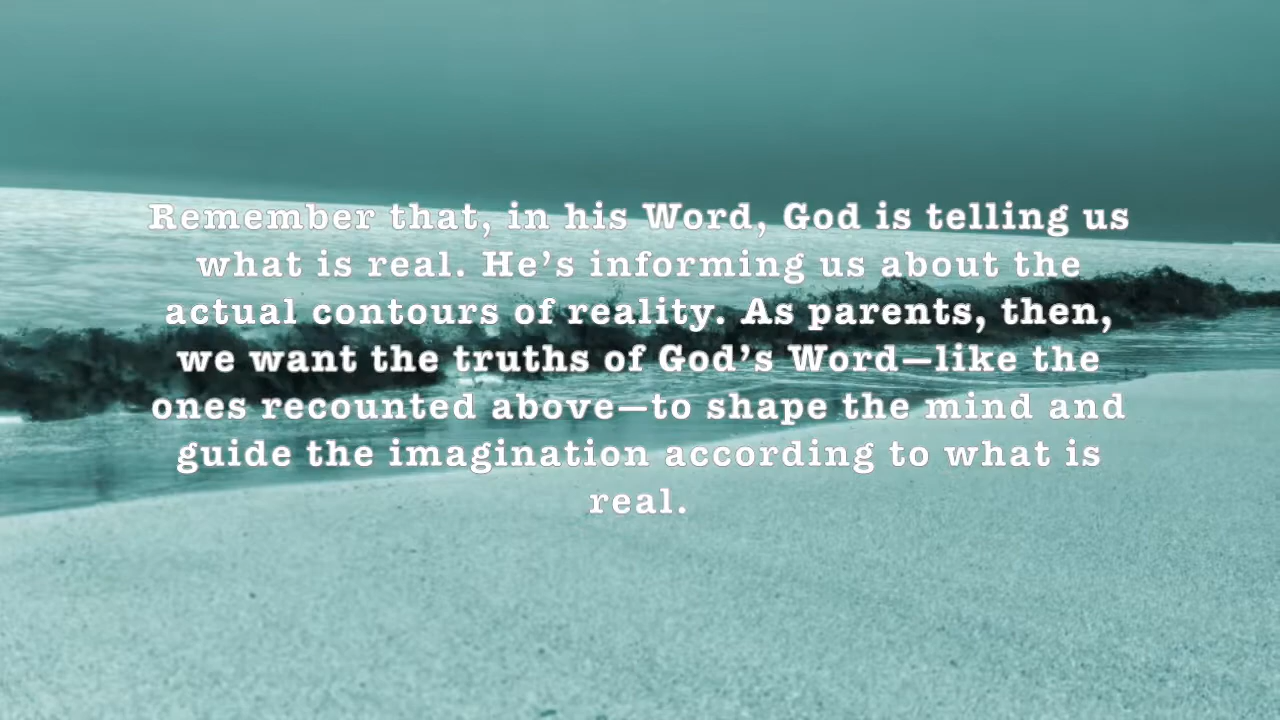 Remember that, in his Word, God is telling us
what is real. He’s informing us about the
actual contours of reality. As parents, then,
we want the truths of God’s Word—like the
ones recounted above—to shape the mind and
guide the imagination according to what is
real.